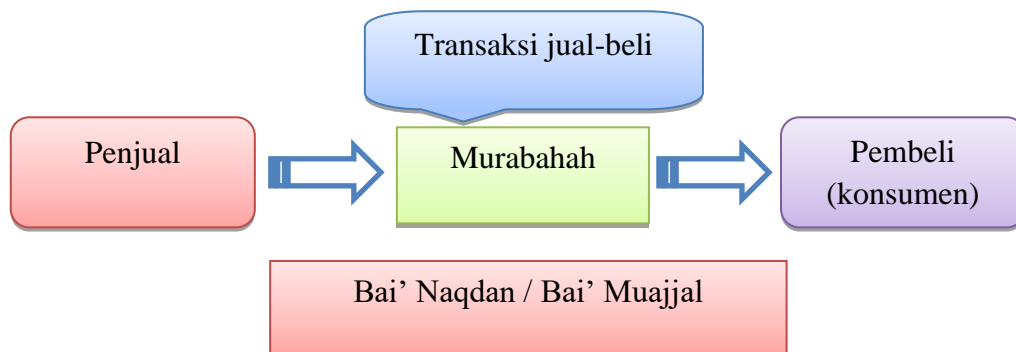 Transaksi jual-beli
Penjual
Murabahah
Pembeli
(konsumen)
Bai’ Naqdan / Bai’ Muajjal